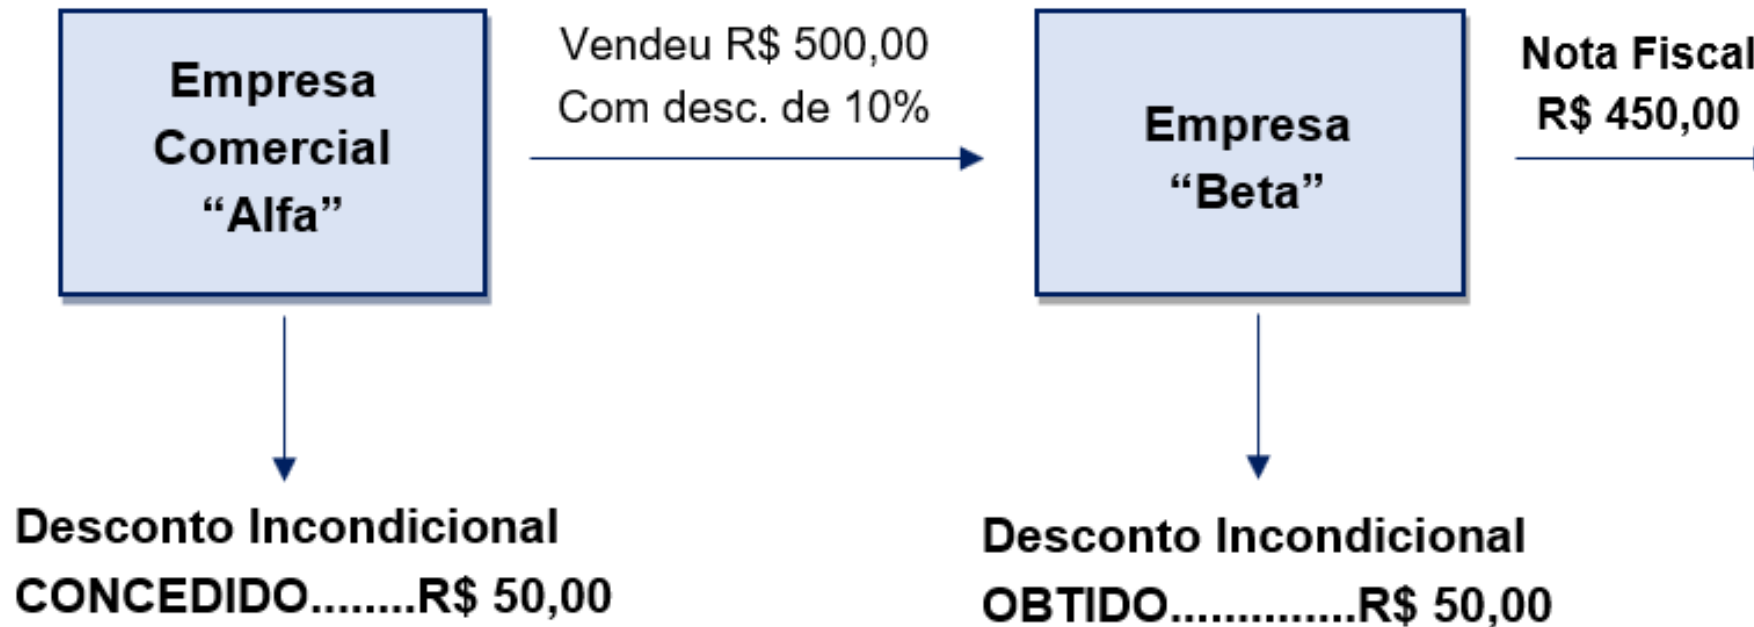 Empresa
Comercial
“Alfa”
Vendeu R$ 500,00
Com desc. de 10%
Empresa
“Beta”
Nota Fiscal
R$ 450,00
Desconto Incondicional
CONCEDIDO........R$ 50,00
Desconto Incondicional
OBTIDO..............R$ 50,00